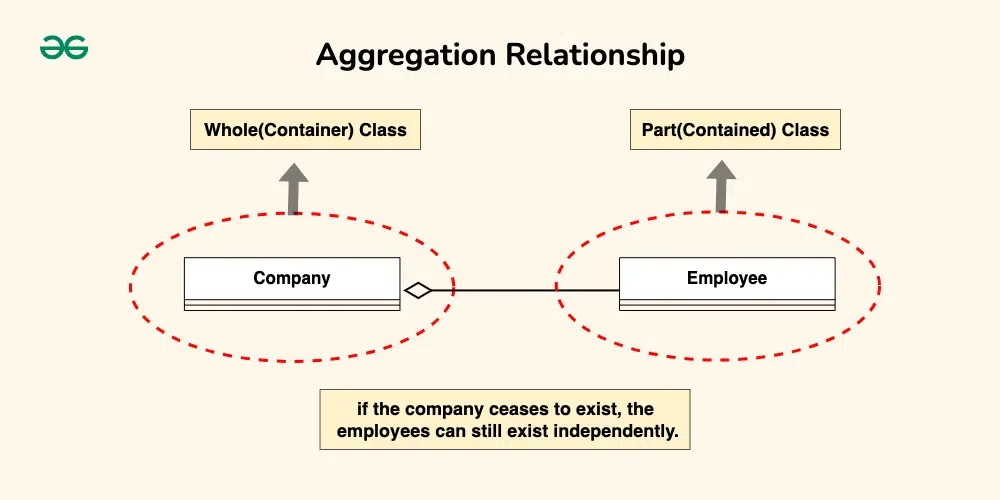 Aggregation Relationship
Whole(Container) Class
Part(Contained) Class
Company
Employee
if the company ceases to exist, the
employees can still exist independently.